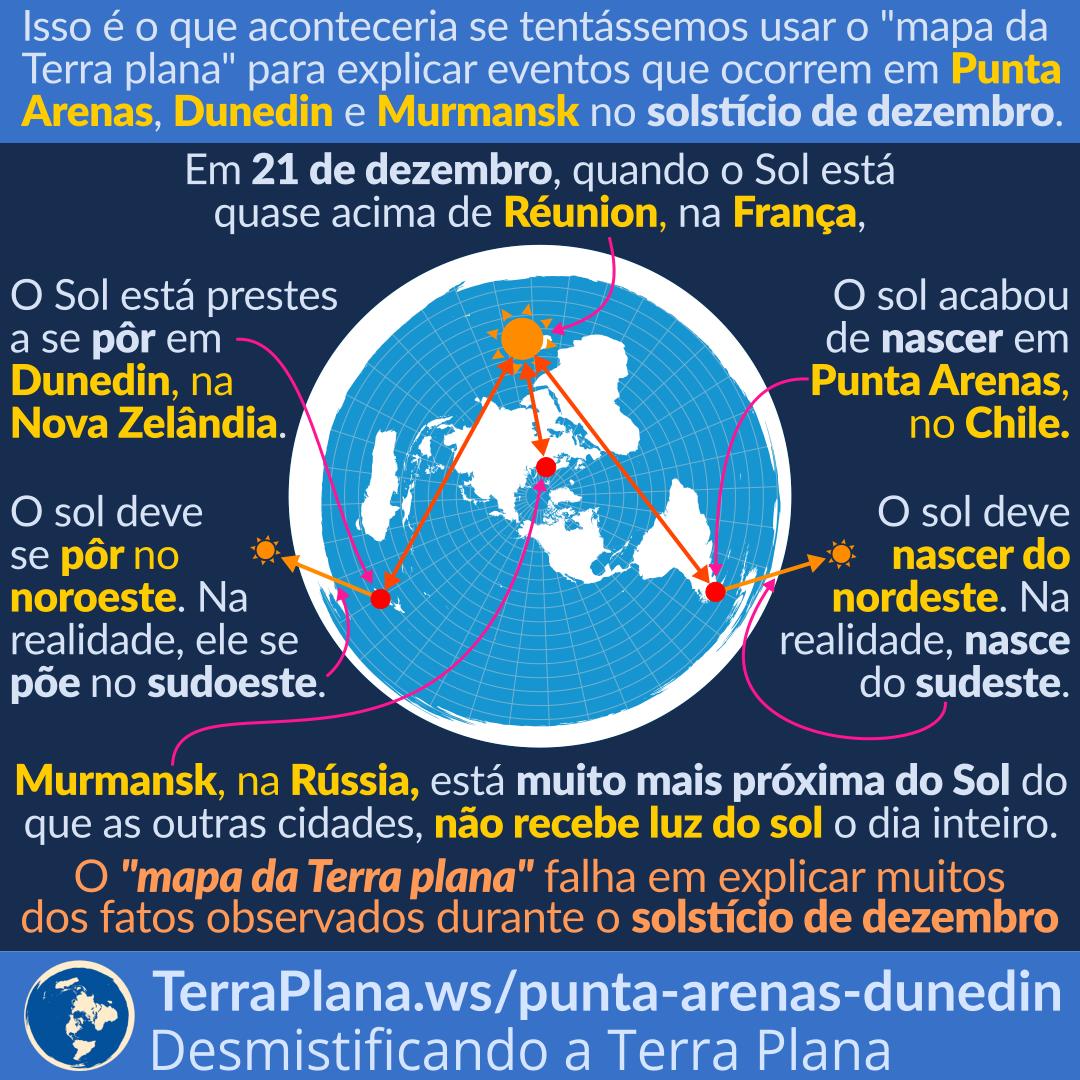 Isso é o que aconteceria se tentássemos usar o "mapa da
Terra plana" para explicar eventos que ocorrem em Punta
Arenas, Dunedin e Murmansk no solstício de dezembro.
Em 21 de dezembro, quando o Sol está
quase acima de Réunion, na França,
O Sol está prestes
a se pôr em
Dunedin, na
Nova Zelândia.
O sol acabou
de nascer em
Punta Arenas,
no Chile.
O sol deve
se pôr no
noroeste. Na
realidade, ele se
põe no sudoeste.
O sol deve
nascer do
nordeste. Na
realidade, nasce
do sudeste.
Murmansk, na Rússia, está muito mais próxima do Sol do
que as outras cidades, não recebe luz do sol o dia inteiro.
O "mapa da Terra plana" falha em explicar muitos
dos fatos observados durante o solstício de dezembro
TerraPlana.ws/punta-arenas-dunedin
Desmistificando a Terra Plana